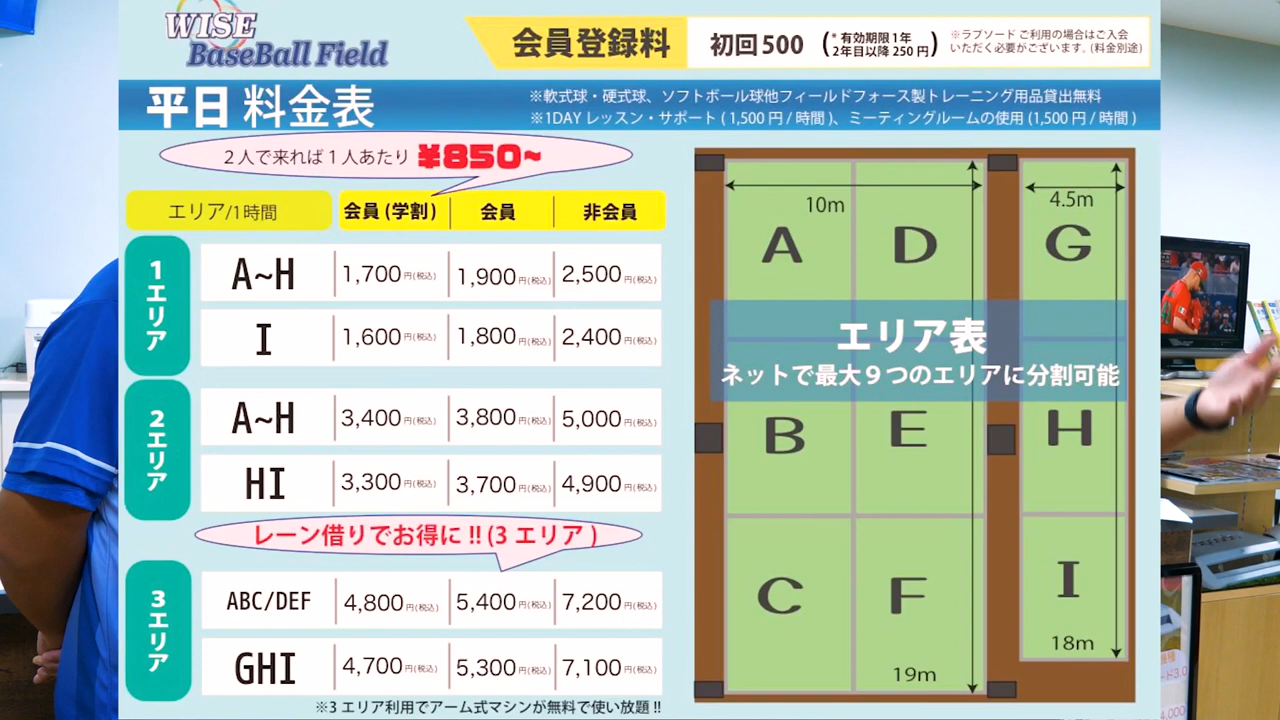 WISE
BaseBall Field
会員登録料
初回500
(*有効期限1年
2年目以降250円)
※ラプソード ご利用の場合はご入会
いただく必要がございます。(料金別途)
平日 料金表
※軟式球・硬式球、ソフトボール球他フィールドフォース製トレーニング用品貸出無料
※1DAY レッスン・サポート ( 1,500 円 / 時間 )、ミーティングルームの使用 (1,500 円 / 時間 )
2人で来れば1人あたり ¥850~
エリア/1時間 会員 (学割) 会員 非会員
1エリア
A~H 1,700円(税込) 1,900円(税込) 2,500円(税込)
I 1,600円(税込) 1,800円(税込) 2,400円(税込)
2エリア
A~H 3,400円(税込) 3,800円(税込) 5,000円(税込)
HI 3,300円(税込) 3,700円(税込) 4,900円(税込)
レーン借りでお得に!!(3エリア)
3エリア
ABC/DEF 4,800円(税込) 5,400円(税込) 7,200円(税込)
GHI 4,700円(税込) 5,300円(税込) 7,100円(税込)
※3エリア利用でアーム式マシンが無料で使い放題!!
10m 4.5m
A D G
エリア表
ネットで最大9つのエリアに分割可能
B E H
C F I
18m
19m